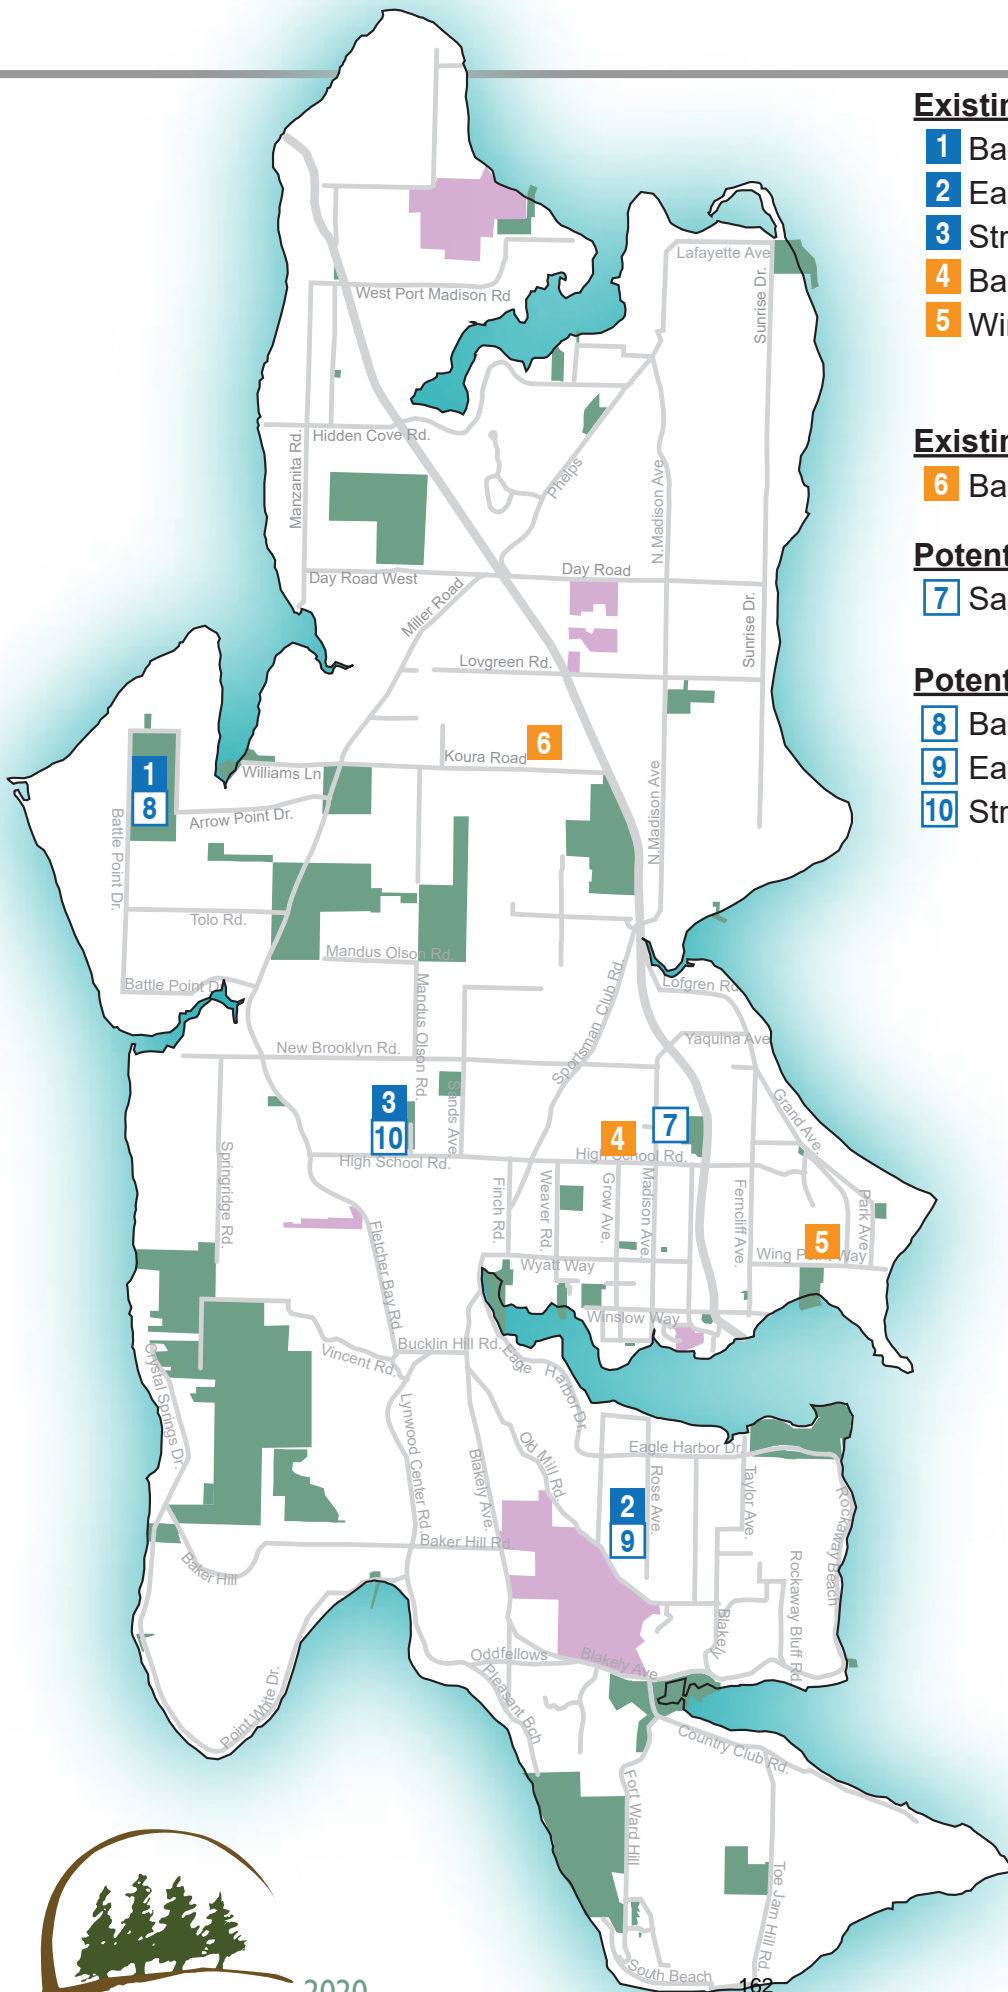 Existin
1 Ba
2 Ea
3 Str
4 Ba
5 Wi
Existin
6 Ba
Potent
7 Sa
Potent
8 Ba
9 Ea
10 Str
Lafayette Ave
Sunrise Dr.
West Port Madison Rd
Hidden Cove Rd.
Manzanita Rd.
Phelps
N.Madison Ave
Day Road West
Day Road
Miller Road
Sunrise Dr.
Lovgreen Rd.
6
Koura Road
1
8
Williams Ln
Arrow Point Dr.
Battle Point Dr.
N.Madison Ave
Tolo Rd.
Mandus Olson Rd.
Battle Point D
Mandus Olson Rd.
Sportsman Club Rd.
Lofgren Rd
Yaquina Ave
New Brooklyn Rd.
Sands Ave
3
10
4
7
Grand Ave.
High School Rd.
High School Rd.
Springridge Rd.
Finch Rd.
Weaver Rd.
Grow Ave.
Madison Ave.
Ferncliff Ave.
Park Ave.
5
Wing Point Way
Fletcher Bay Rd.
Wyatt Way
Winslow Way
Vincent Rd.
Bucklin Hill Rd.
Eagle Harbor Dr.
Crystal Springs Dr.
Lynwood Center Rd.
Blakely Ave.
Old Mill Rd
Eagle Harbor Dr.
Rose Ave.
Taylor Ave.
Rockaway Beach
2
9
Baker Hill Rd.
Baker Hill
Rockaway Bluff Rd
Blakely
Oddfellows
Blakely Ave
Pleasant Bch
Point White Dr.
Country Club Rd.
Fort Ward Hill
Toe Jam Hill Rd.
South Beach
162
2020